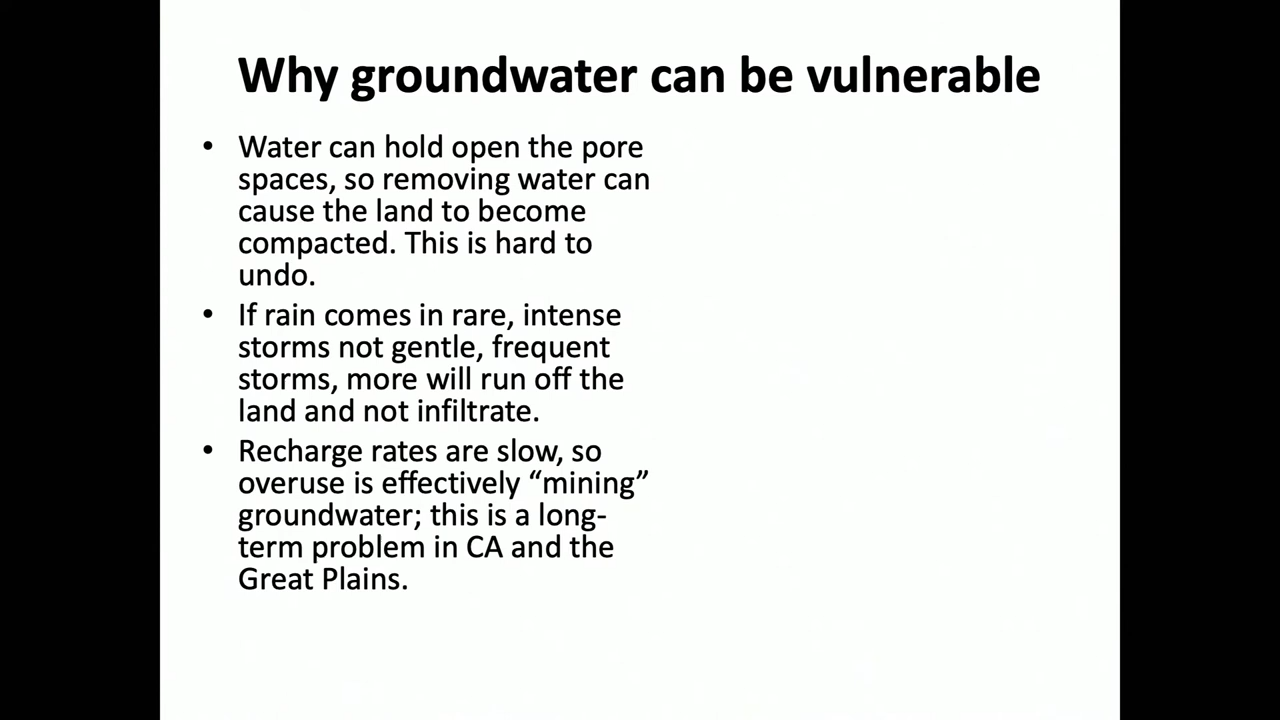 Why groundwater can be vulnerable
• Water can hold open the pore
spaces, so removing water can
cause the land to become
compacted. This is hard to
undo.
• If rain comes in rare, intense
storms not gentle, frequent
storms, more will run off the
land and not infiltrate.
• Recharge rates are slow, so
overuse is effectively “mining”
groundwater; this is a long-
term problem in CA and the
Great Plains.